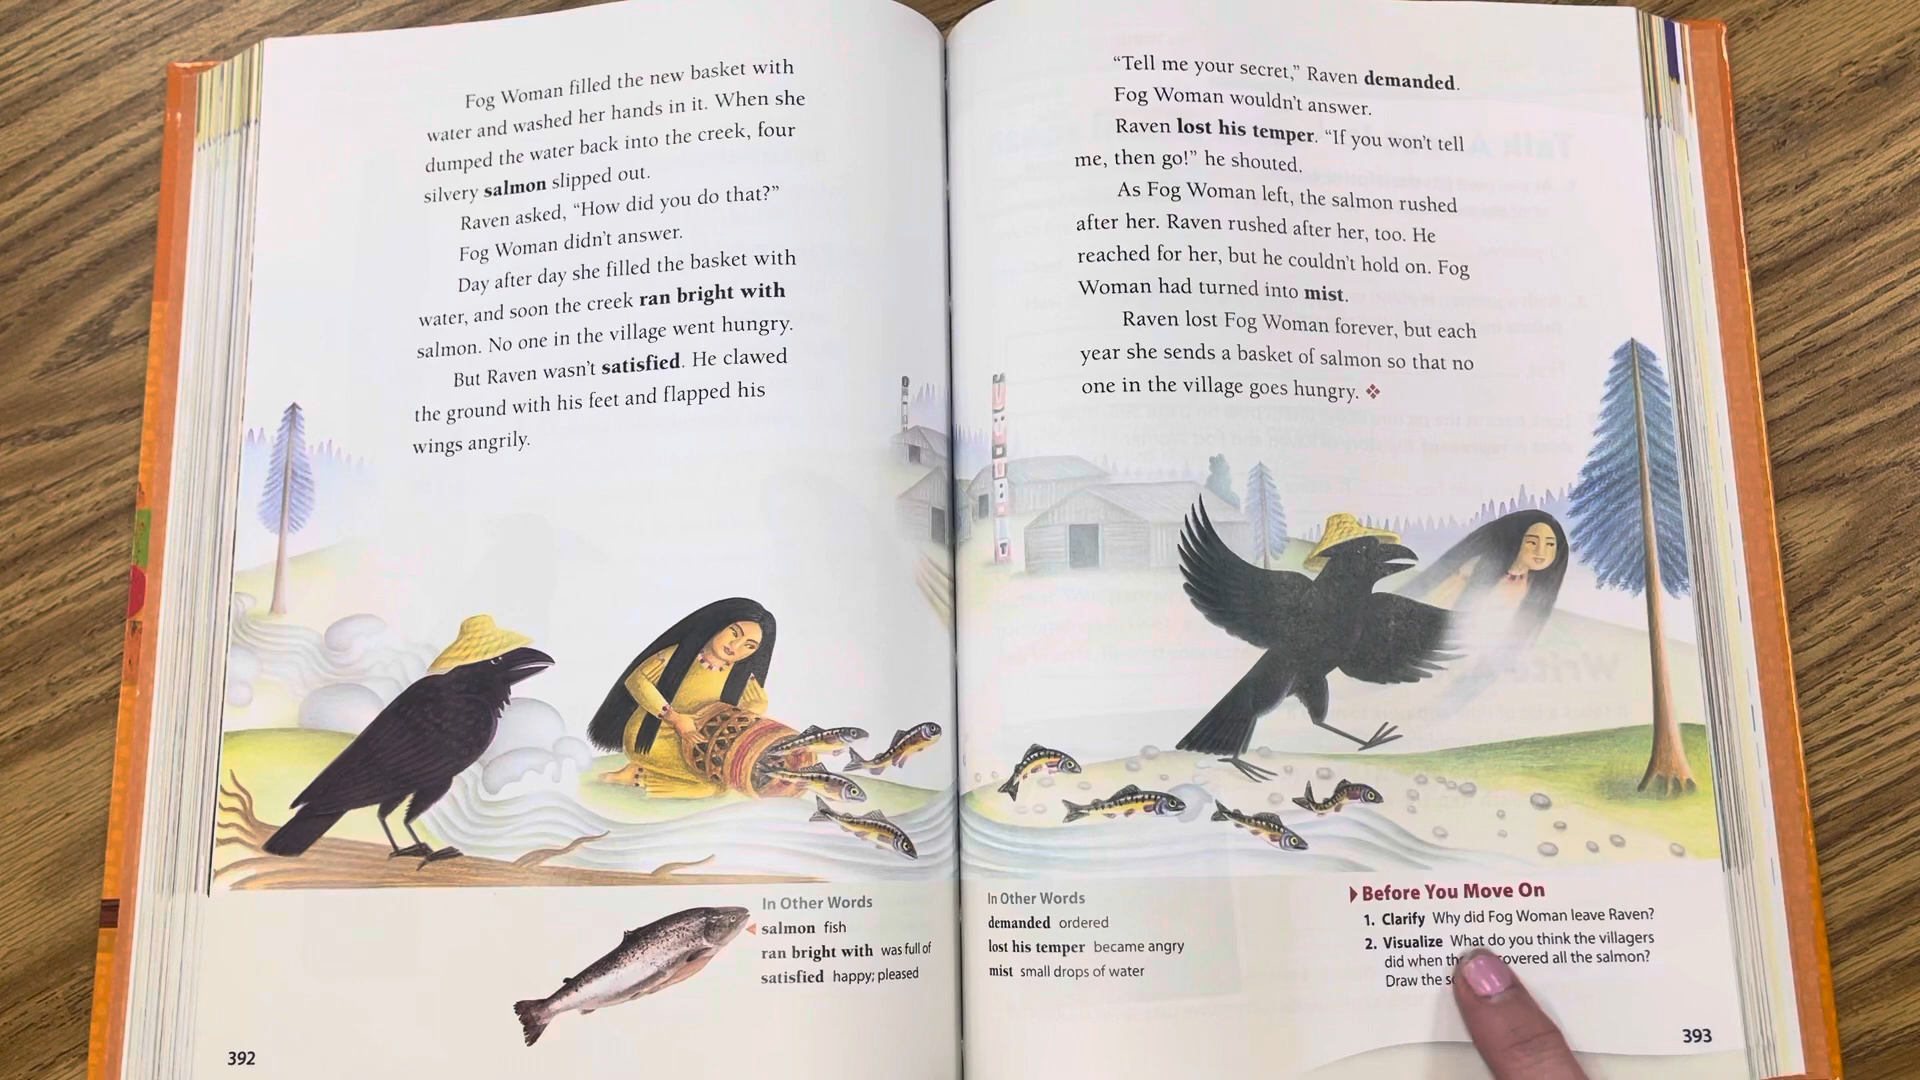 Fog Woman filled the new basket with
water and washed her hands in it. When she
dumped the water back into the creek, four
silvery salmon slipped out.
Raven asked, “How did you do that?”
Fog Woman didn’t answer.
Day after day she filled the basket with
water, and soon the creek ran bright with
salmon. No one in the village went hungry.
But Raven wasn’t satisfied. He clawed
the ground with his feet and flapped his
wings angrily.
In Other Words
salmon fish
ran bright with was full of
satisfied happy; pleased
392
“Tell me your secret,” Raven demanded.
Fog Woman wouldn’t answer.
Raven lost his temper. “If you won’t tell
me, then go!” he shouted.
As Fog Woman left, the salmon rushed
after her. Raven rushed after her, too. He
reached for her, but he couldn’t hold on. Fog
Woman had turned into mist.
Raven lost Fog Woman forever, but each
year she sends a basket of salmon so that no
one in the village goes hungry. ❖
In Other Words
demanded ordered
lost his temper became angry
mist small drops of water
Before You Move On
1. Clarify Why did Fog Woman leave Raven?
2. Visualize What do you think the villagers
did when all the salmon?
Draw the
393